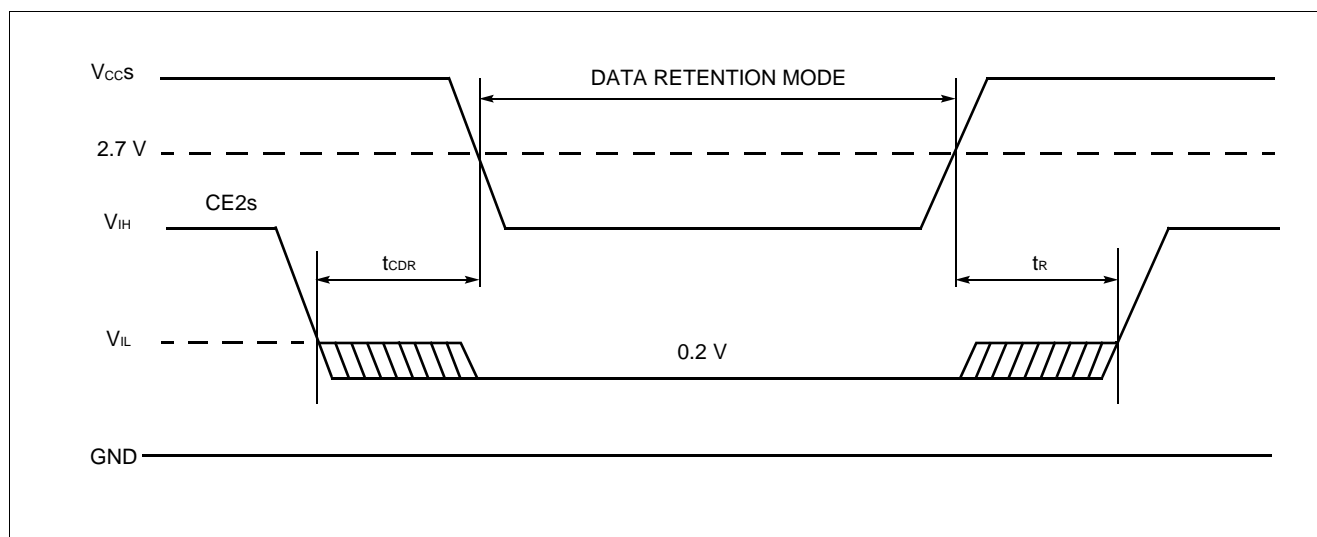 VCCS
DATA RETENTION MODE
2.7 V
CE2s
VIH
tCDR
tR
VIL
0.2 V
GND